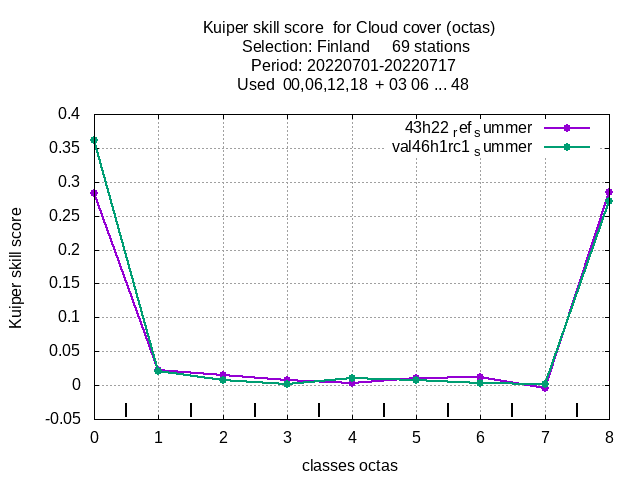 Kuiper skill score  for Cloud cover (octas)
Selection: Finland     69 stations
Period: 20220701-20220717
Used  00,06,12,18  + 03 06 ... 48
43h22 ref summer
val46h1rc1 summer
0.4
0.35
0.3
0.25
0.2
0.15
0.1
0.05
0
-0.05
Kuiper skill score
0 1 2 3 4 5 6 7 8
classes octas